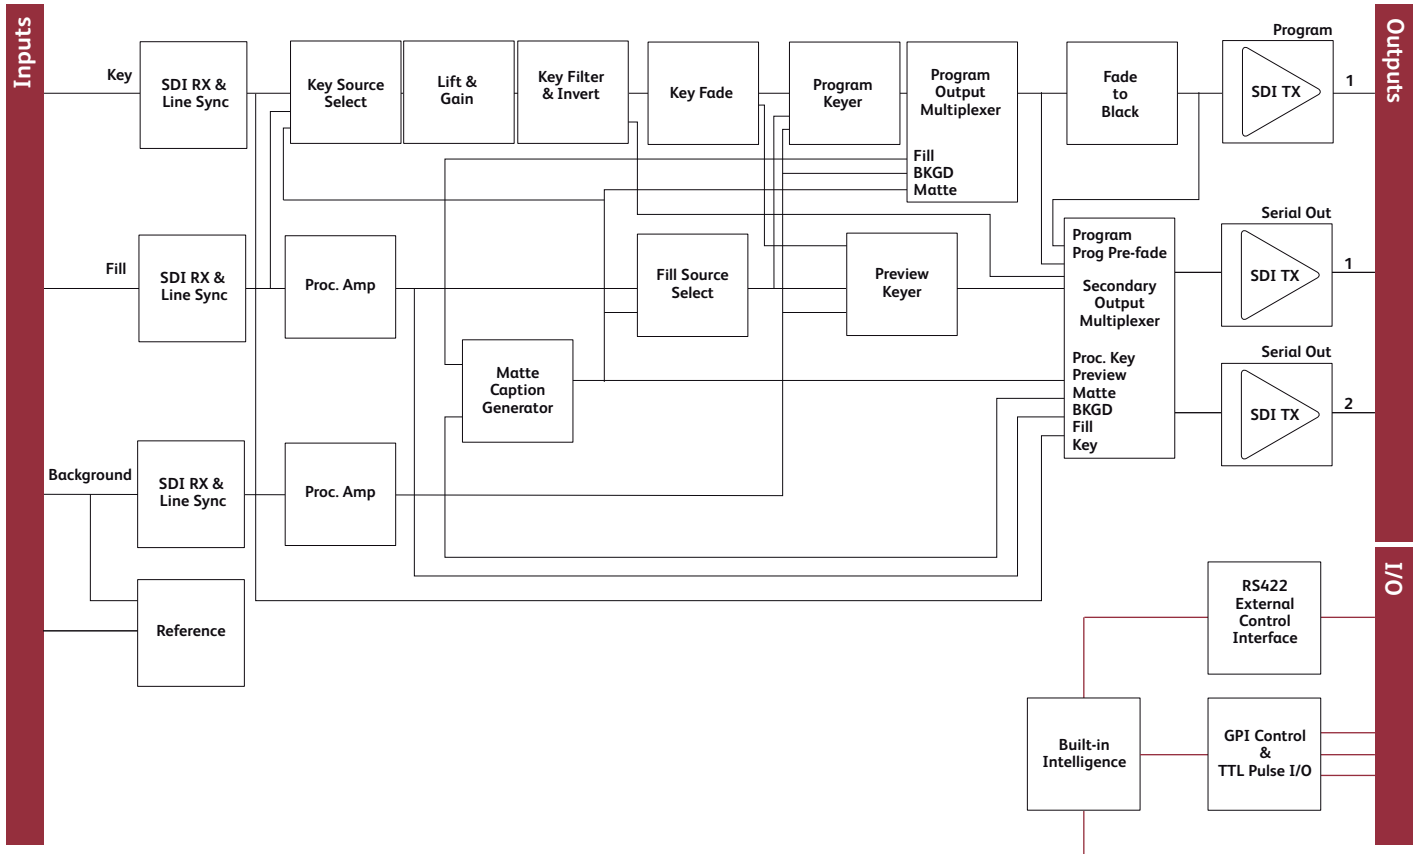 Inputs
Key
SDI RX &
Line Sync
Key Source
Select
Lift &
Gain
Key Filter
& Invert
Key Fade
Program
Keyer
Program
Output
Multiplexer
Fill
BKGD
Matte
Fade
to
Black
Program
SDI TX
1
Outputs
Fill
SDI RX &
Line Sync
Proc. Amp
Fill Source
Select
Preview
Keyer
Program
Prog Pre-fade
Secondary
Output
Multiplexer
Proc. Key
Preview
Matte
BKGD
Fill
Key
Serial Out
SDI TX
1
Serial Out
SDI TX
2
Matte
Caption
Generator
Background
SDI RX &
Line Sync
Proc. Amp
Reference
I/O
RS422
External
Control
Interface
Built-in
Intelligence
GPI Control
&
TTL Pulse I/O